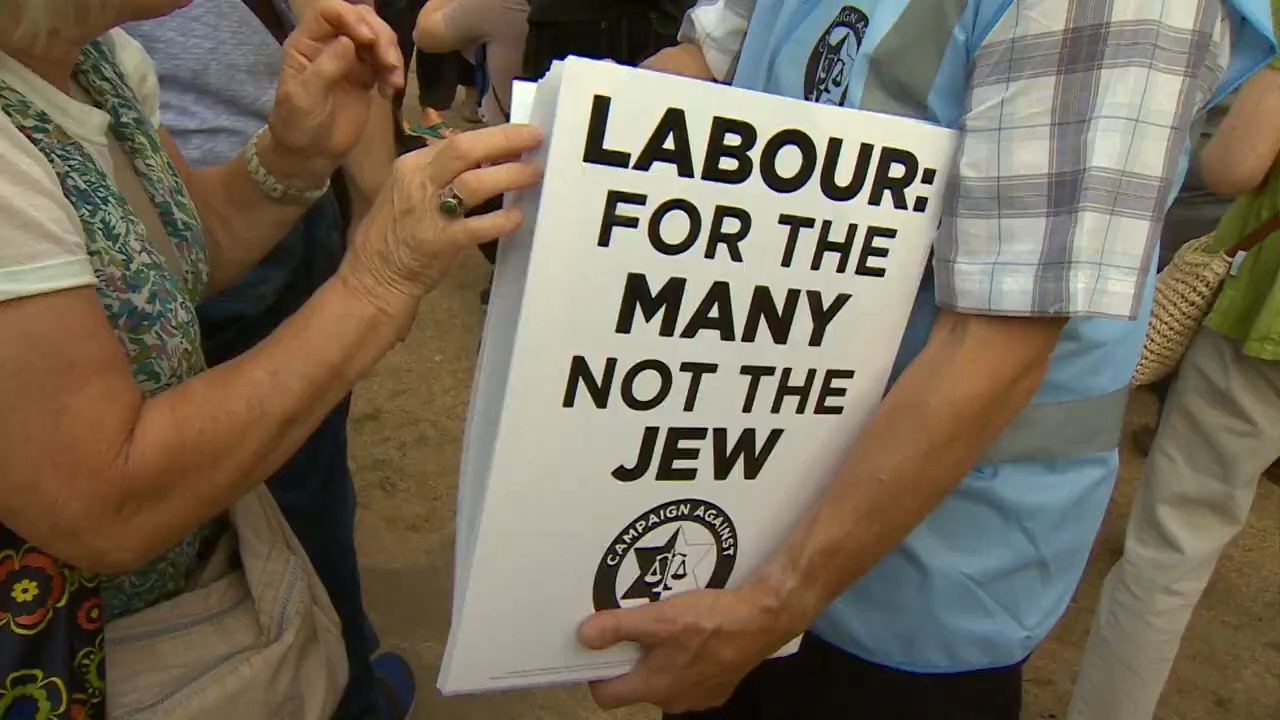 LABOUR:
FOR THE
MANY
NOT THE
JEW
CAMPAIGN AGAINST